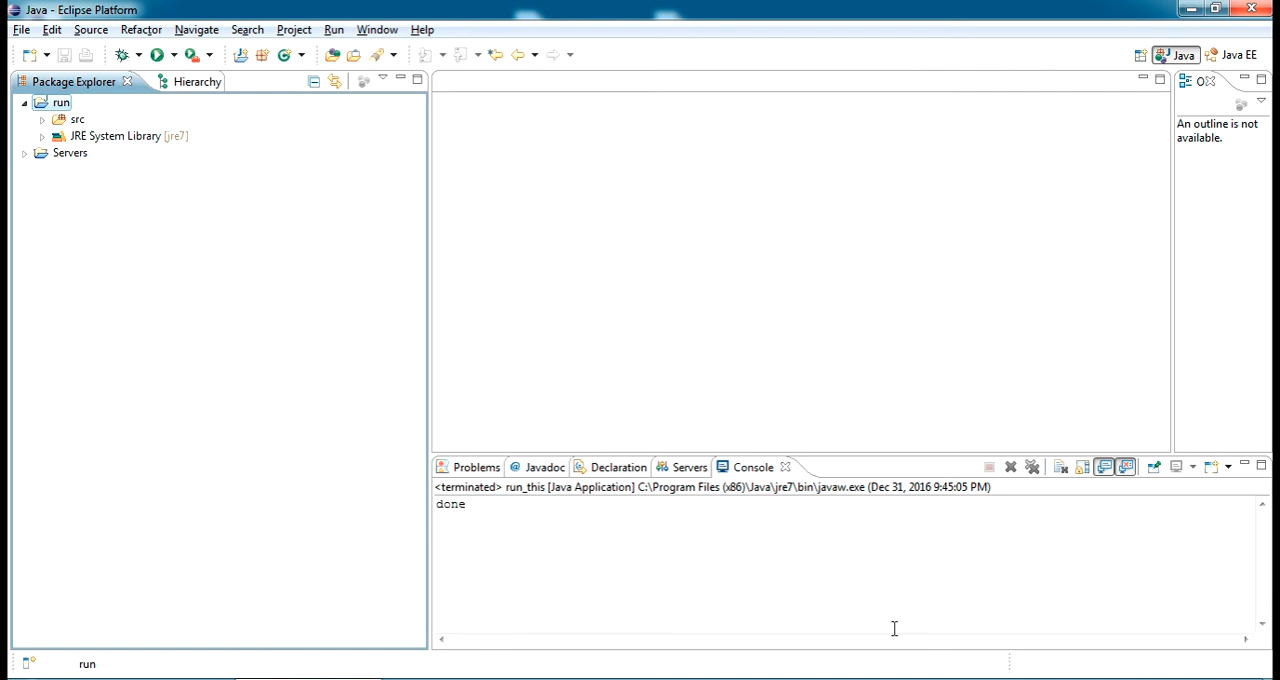 Java - Eclipse Platform
File Edit Source Refactor Navigate Search Project Run Window Help
Java Java EE
Package Explorer Hierarchy
O
run
src
JRE System Library [jre7]
Servers
An outline is not
available.
Problems @ Javadoc Declaration Servers Console
<terminated> run_this [Java Application] C:\Program Files (x86)\Java\jre7\bin\javaw.exe (Dec 31, 2016 9:45:05 PM)
done
run